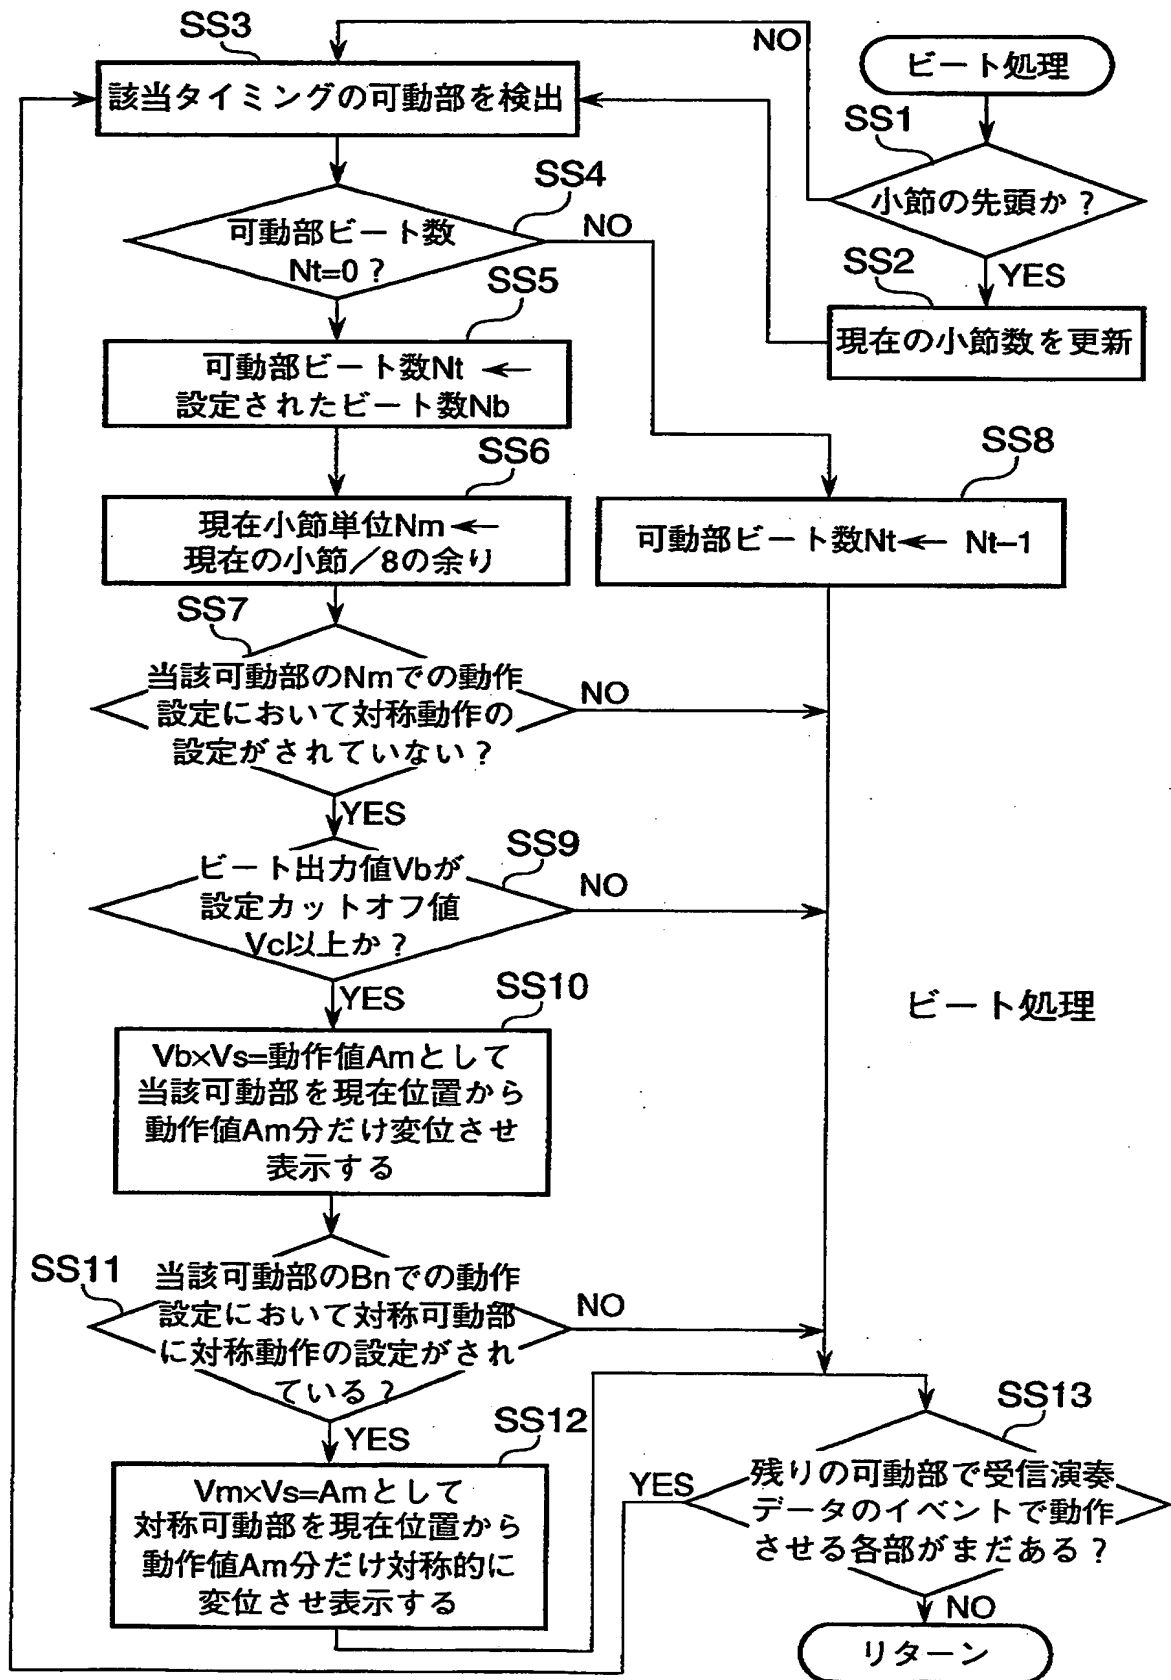 ビート処理
SS1
小節の先頭か？
NO
YES
SS2
現在の小節数を更新
SS3
該当タイミングの可動部を検出
SS4
可動部ビート数
Nt=0？
NO
SS5
可動部ビート数Nt ←
設定されたビート数Nb
SS6
現在小節単位Nm←
現在の小節／8の余り
SS8
可動部ビート数Nt← Nt−1
SS7
当該可動部のNmでの動作
設定において対称動作の
設定がされていない？
NO
YES
SS9
ビート出力値Vbが
設定カットオフ値
Vc以上か？
NO
YES
SS10
Vb×Vs=動作値Amとして
当該可動部を現在位置から
動作値Am分だけ変位させ
表示する
ビート処理
SS11
当該可動部のBnでの動作
設定において対称可動部
に対称動作の設定がされ
ている？
NO
YES
SS12
Vm×Vs=Amとして
対称可動部を現在位置から
動作値Am分だけ対称的に
変位させ表示する
SS13
残りの可動部で受信演奏
データのイベントで動作
させる各部がまだある？
YES
NO
リターン